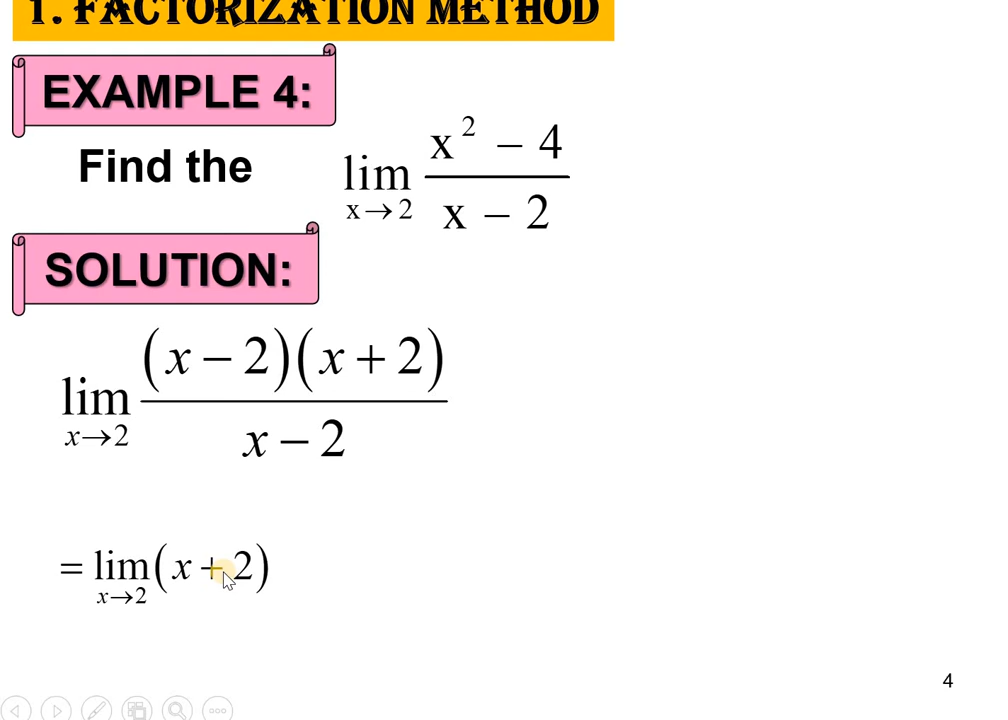 1. FACTORIZATION METHOD
EXAMPLE 4:
Find the lim x→2 (x² − 4)/(x − 2)
SOLUTION:
lim x→2 ((x − 2)(x + 2))/(x − 2)
= lim x→2 (x + 2)
4